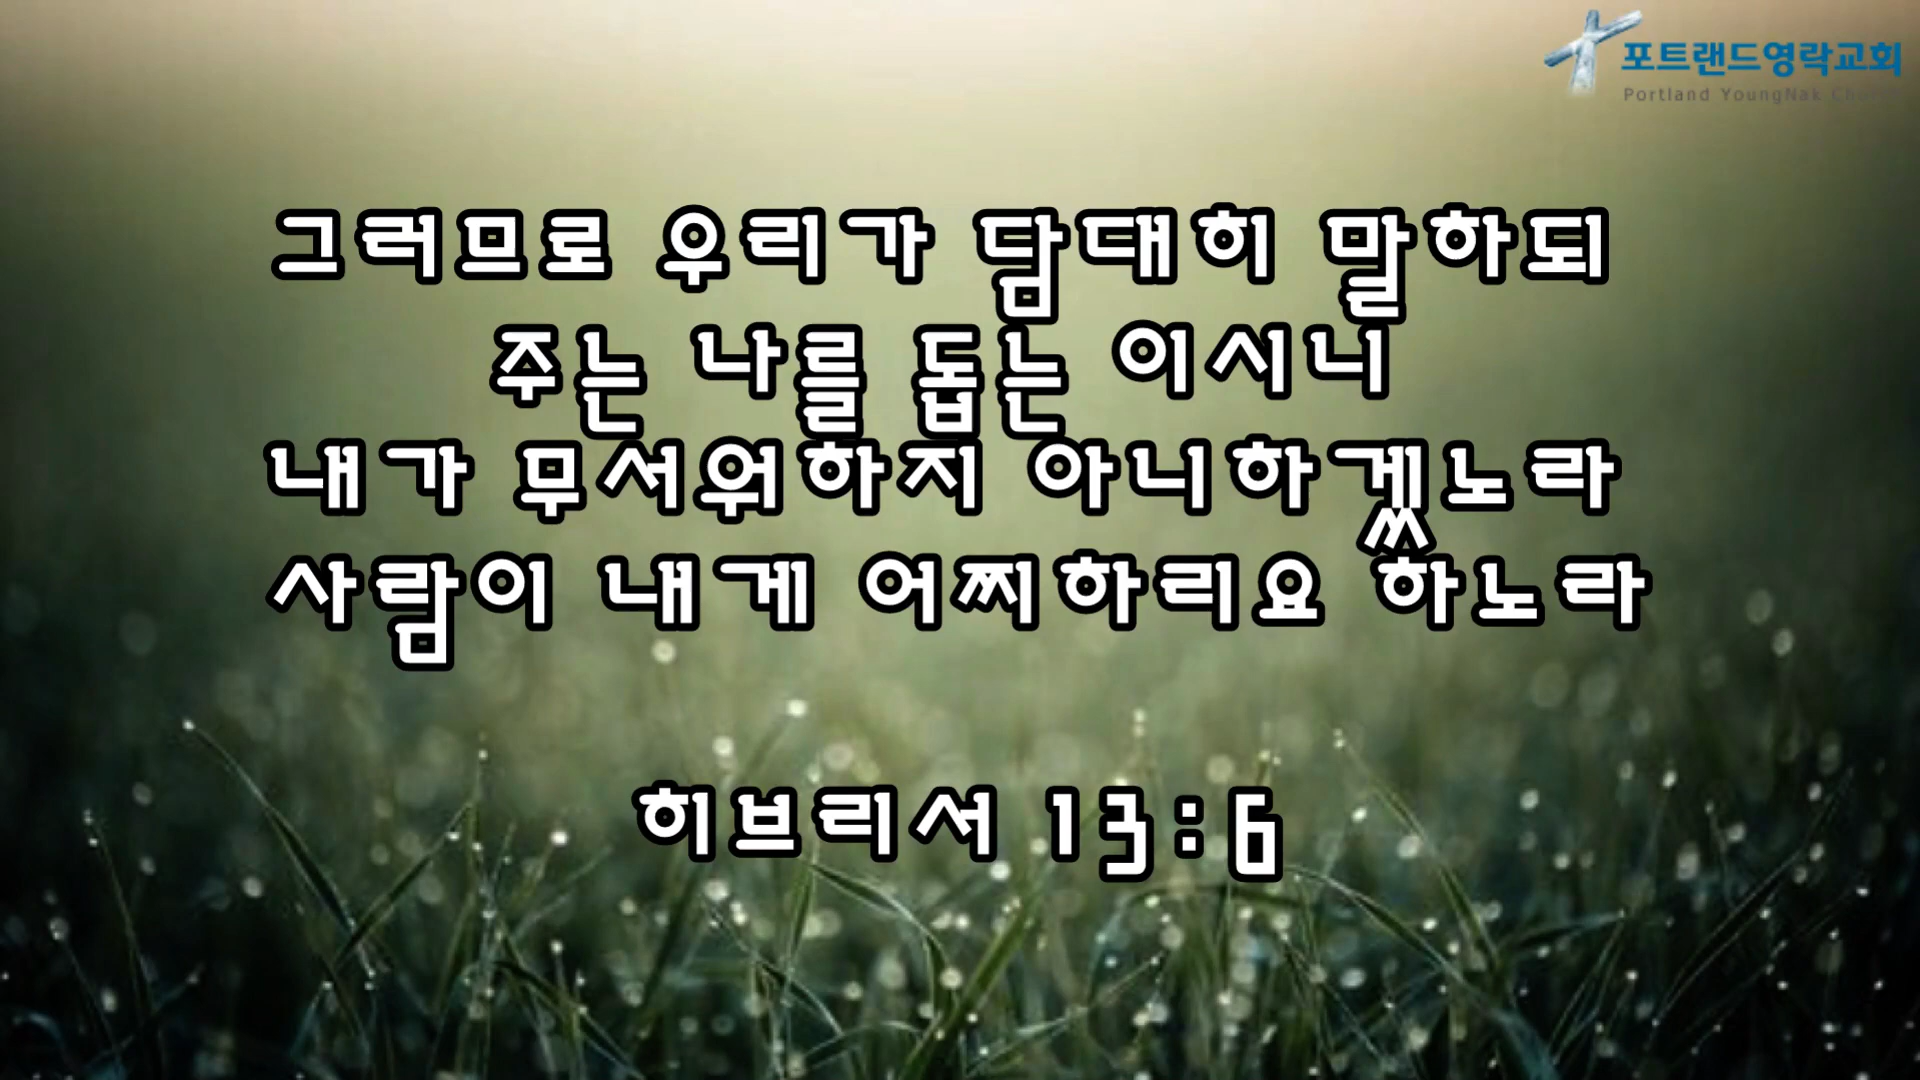 포트랜드영락교회
Portland YoungNak Church
그러므로 우리가 담대히 말하되
주는 나를 돕는 이시니
내가 무서워하지 아니하겠노라
사람이 내게 어찌하리요 하노라
히브리서 13:6